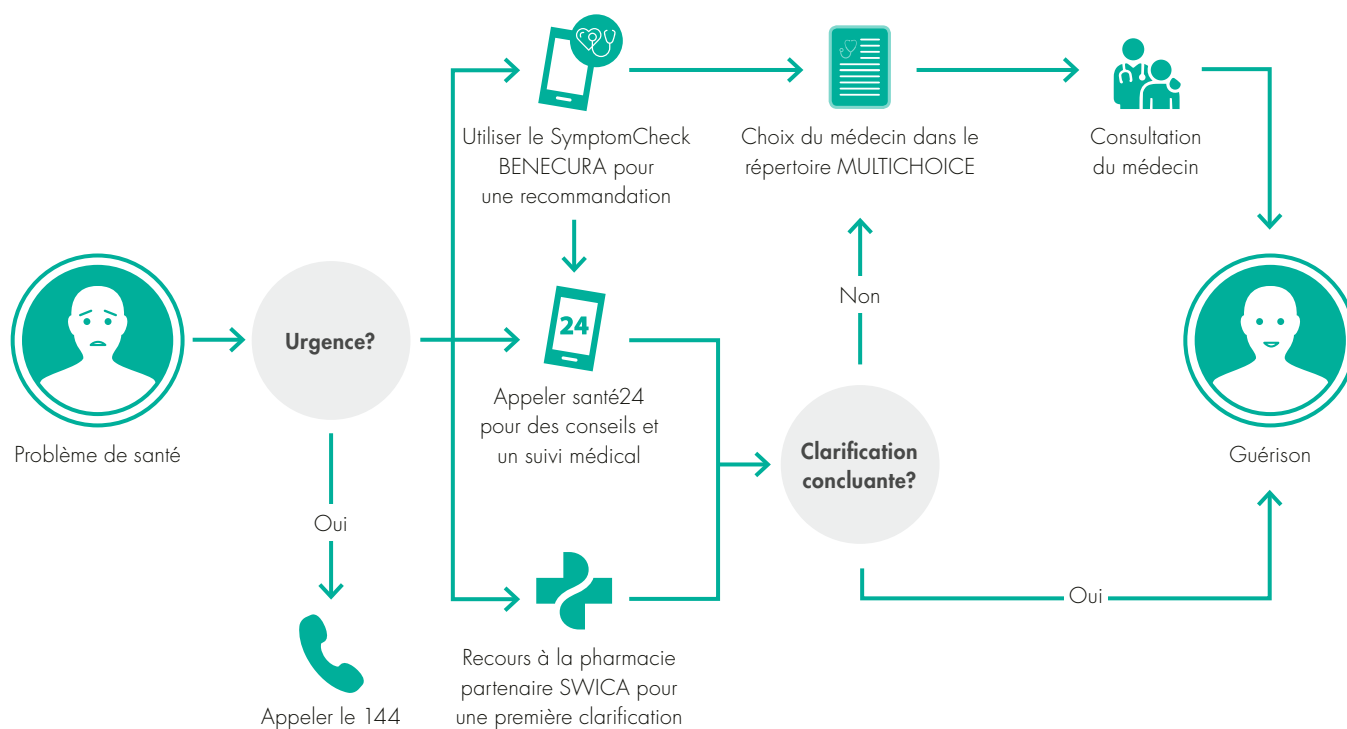 Utiliser le SymptomCheck
BENECURA pour
une recommandation
Choix du médecin dans le
répertoire MULTICHOICE
Consultation
du médecin
Problème de santé
Urgence?
24
Appeler santé24
pour des conseils et
un suivi médical
Non
Clarification
concluante?
Guérison
Oui
Appeler le 144
Recours à la pharmacie
partenaire SWICA pour
une première clarification
Oui